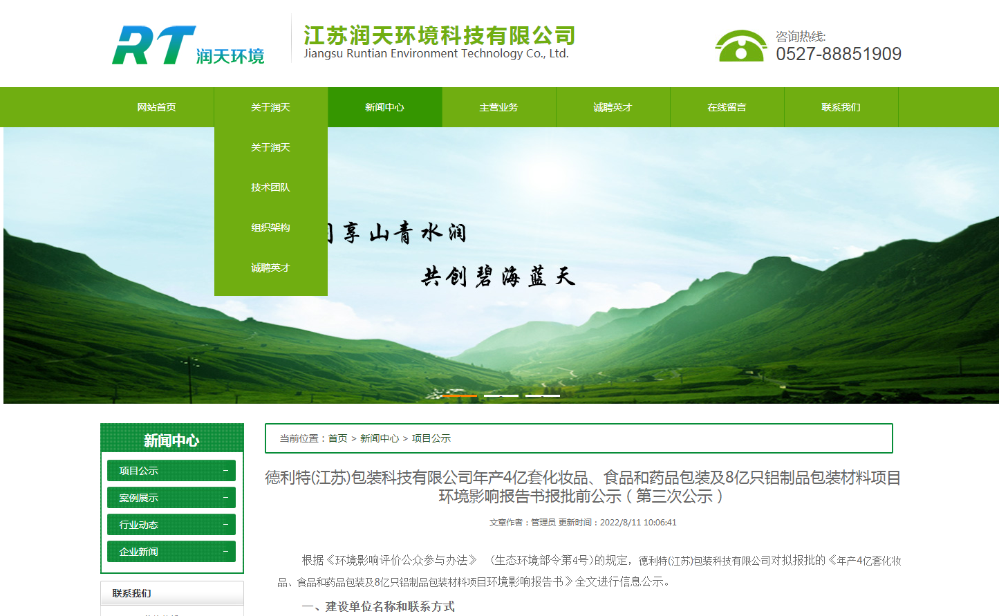 RT 润天环境
江苏润天环境科技有限公司
Jiangsu Runtian Environment Technology Co., Ltd.
咨询热线:
0527-88851909
网站首页 关于润天 新闻中心 主营业务 诚聘英才 在线留言 联系我们
关于润天
技术团队
组织架构
诚聘英才
享山青水润
共创碧海蓝天
新闻中心
项目公示
案例展示
行业动态
企业新闻
联系我们
当前位置：首页 > 新闻中心 > 项目公示
德利特(江苏)包装科技有限公司年产4亿套化妆品、食品和药品包装及8亿只铝制品包装材料项目
环境影响报告书报批前公示（第三次公示）
文章作者：管理员 更新时间：2022/8/11 10:06:41
根据《环境影响评价公众参与办法》 (生态环境部令第4号)的规定，德利特(江苏)包装科技有限公司对拟报批的《年产4亿套化妆
品、食品和药品包装及8亿只铝制品包装材料项目环境影响报告书》全文进行信息公示。
一、建设单位名称和联系方式